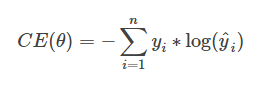 CE(θ) = − ∑_{i=1}^{n} y_i * log(ŷ_i)